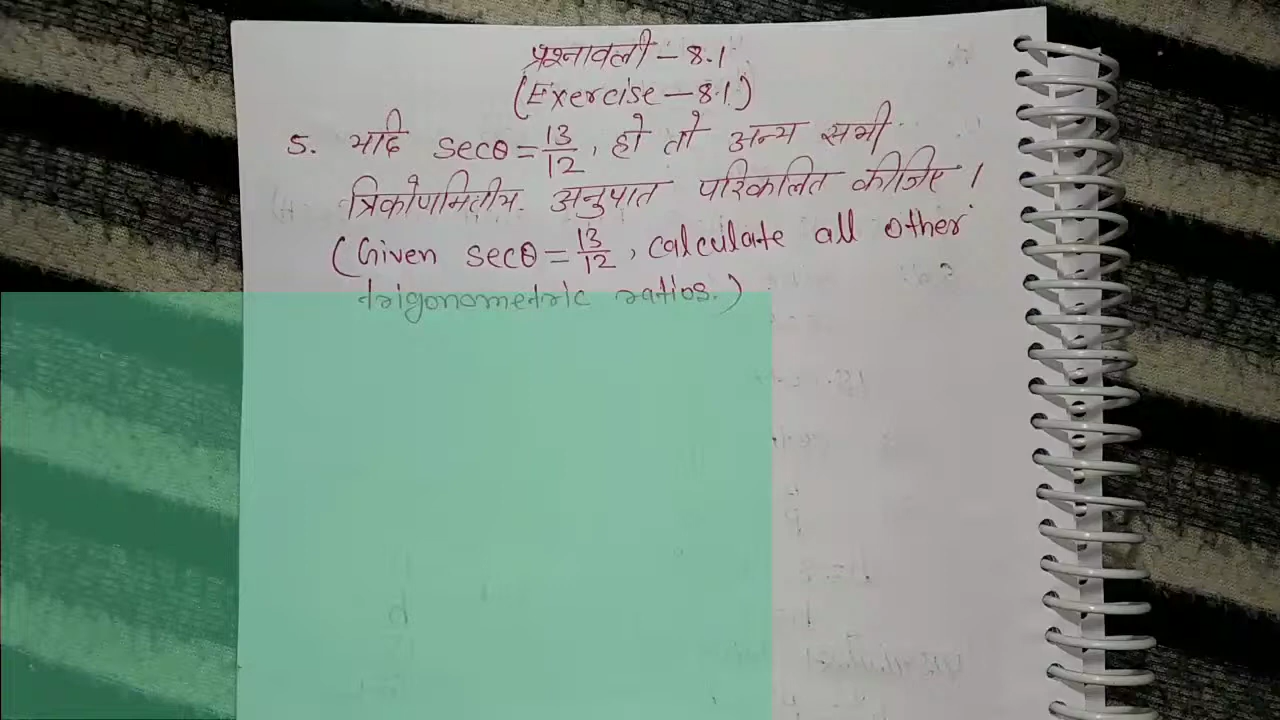 प्रश्नावली - 8.1
(Exercise - 8.1)
5. यदि secθ = 13/12, हो तो अन्य सभी
त्रिकोणमितीय अनुपात परिकलित कीजिए ।
(Given secθ = 13/12, calculate all other
trigonometric ratios.)